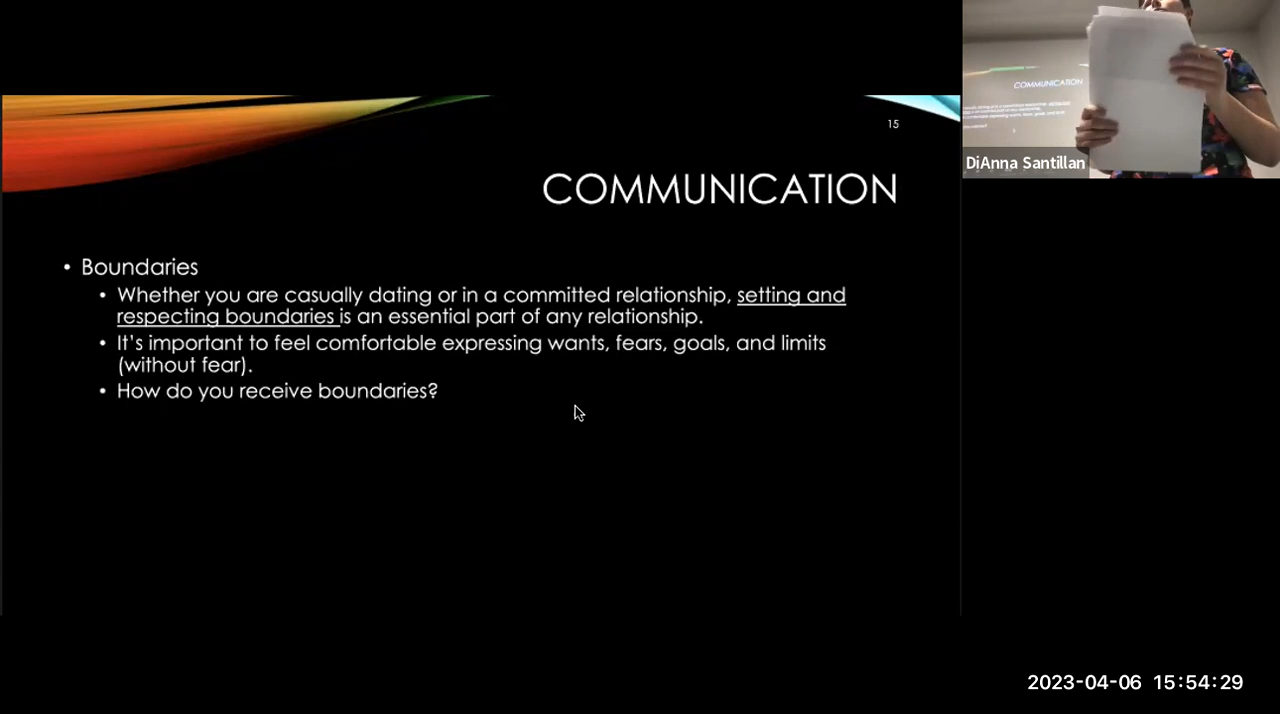 15
COMMUNICATION
• Boundaries
• Whether you are casually dating or in a committed relationship, setting and
respecting boundaries is an essential part of any relationship.
• It's important to feel comfortable expressing wants, fears, goals, and limits
(without fear).
• How do you receive boundaries?
COMMUNICATION
DiAnna Santillan
2023-04-06 15:54:29